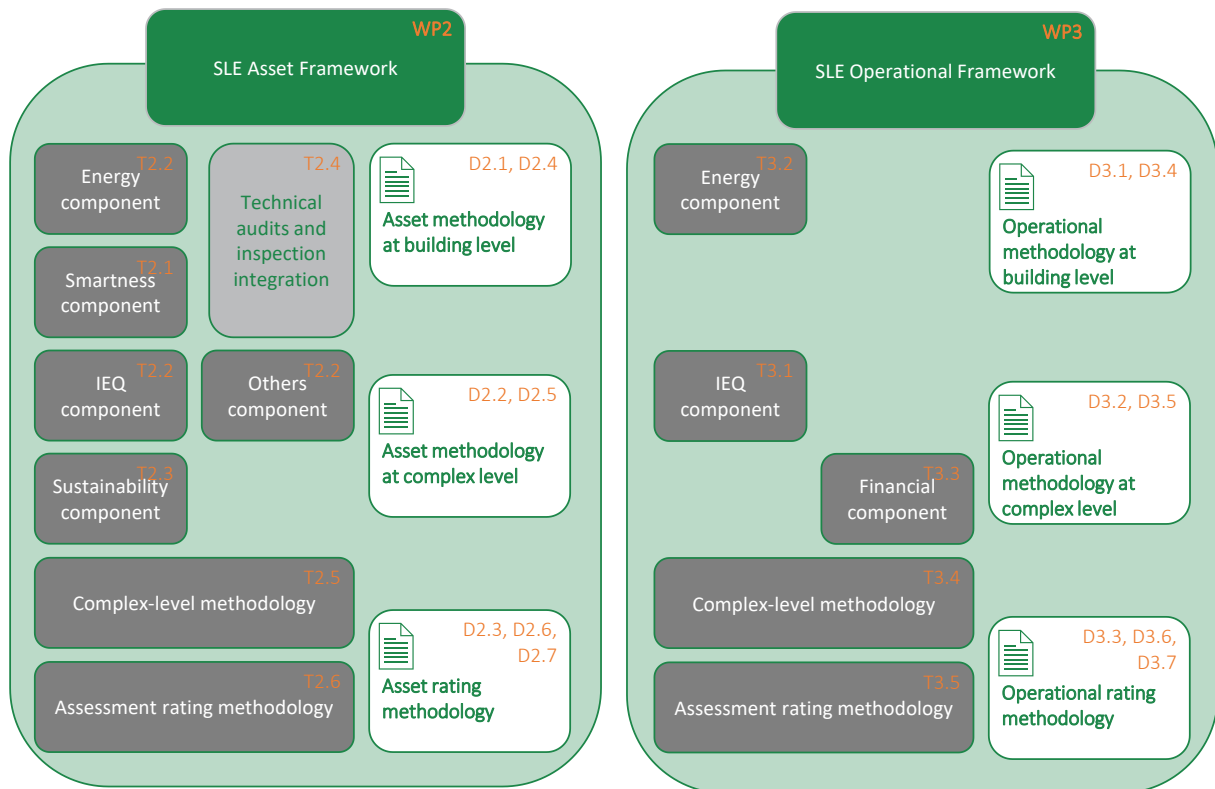 WP2
SLE Asset Framework
T2.2
Energy
component
T2.4
Technical
audits and
inspection
integration
D2.1, D2.4
Asset methodology
at building level
T2.1
Smartness
component
T2.2
IEQ
component
T2.2
Others
component
D2.2, D2.5
Asset methodology
at complex level
T2.3
Sustainability
component
T2.5
Complex-level methodology
D2.3, D2.6,
D2.7
Asset rating
methodology
T2.6
Assessment rating methodology
WP3
SLE Operational Framework
T3.2
Energy
component
D3.1, D3.4
Operational
methodology at
building level
T3.1
IEQ
component
D3.2, D3.5
Operational
methodology at
complex level
T3.3
Financial
component
T3.4
Complex-level methodology
D3.3, D3.6,
D3.7
Operational rating
methodology
T3.5
Assessment rating methodology